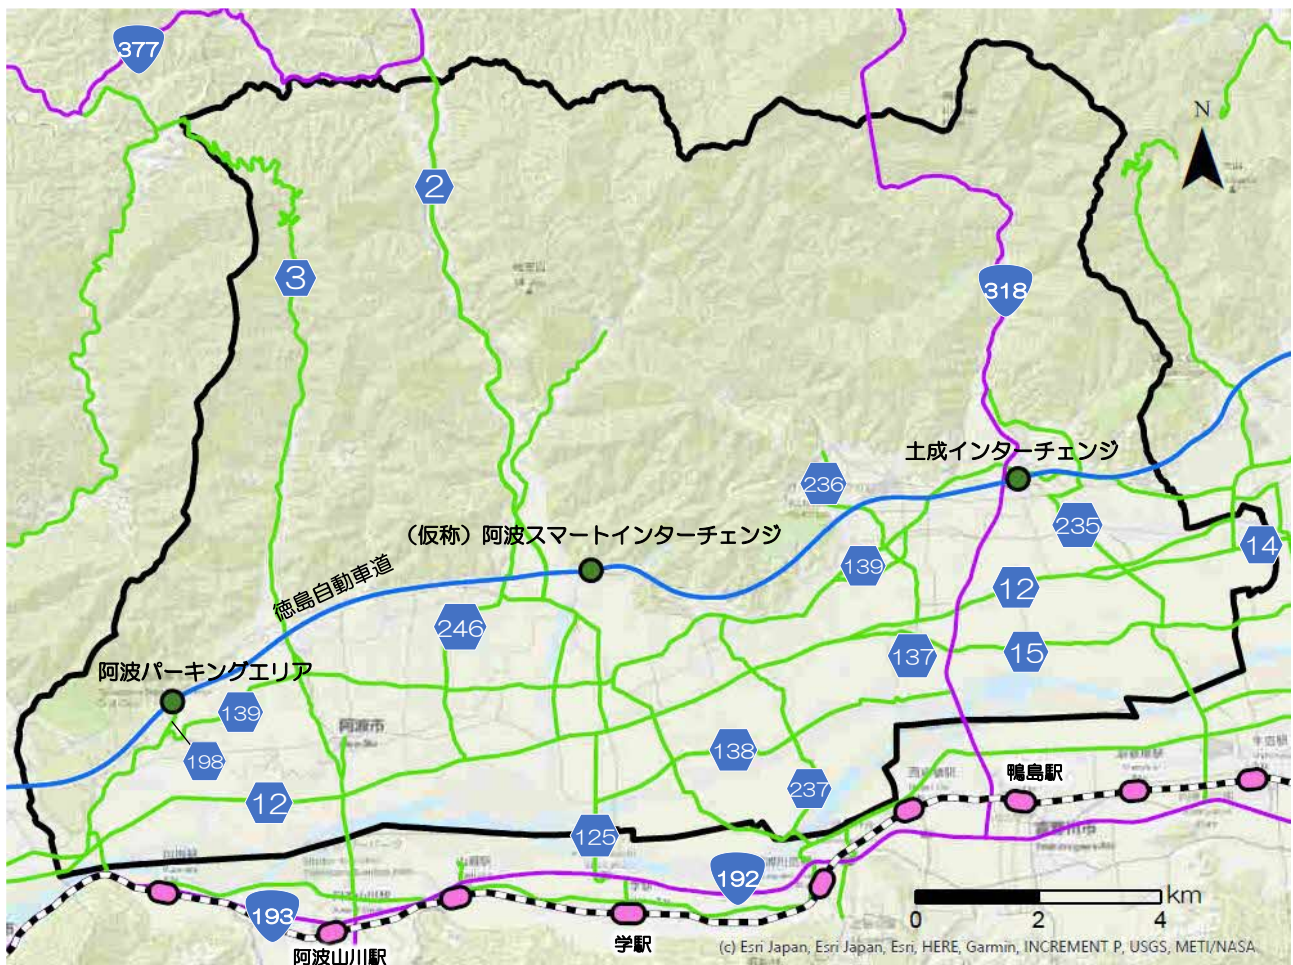 377
N
2
3
318
土成インターチェンジ
236
(仮称)阿波スマートインターチェンジ
235
14
139
徳島自動車道
12
246
137
15
阿波パーキングエリア
139
阿波市
198
138
鴨島駅
237
12
125
192
193
阿波山川駅
学駅
km
0 2 4
(c) Esri Japan, Esri Japan, Esri, HERE, Garmin, INCREMENT P, USGS, METI/NASA